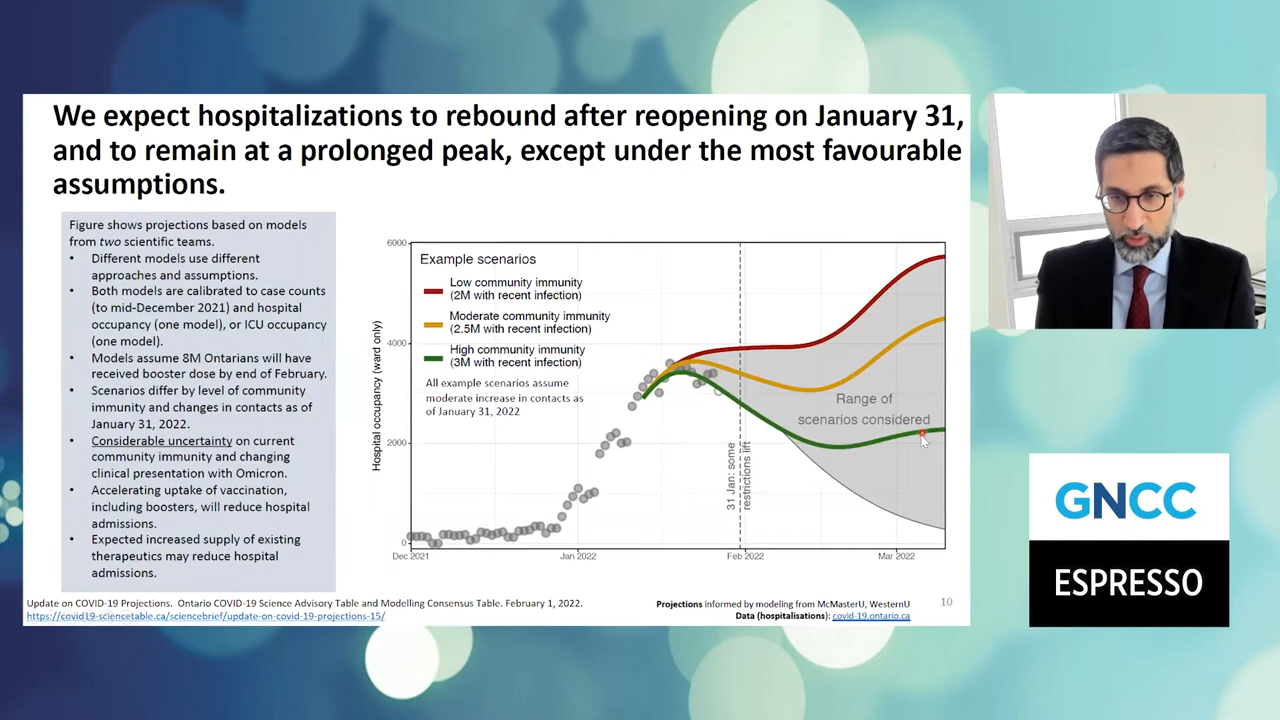 We expect hospitalizations to rebound after reopening on January 31,
and to remain at a prolonged peak, except under the most favourable
assumptions.
Figure shows projections based on models
from two scientific teams.
• Different models use different
approaches and assumptions.
• Both models are calibrated to case counts
(to mid-December 2021) and hospital
occupancy (one model), or ICU occupancy
(one model).
• Models assume 8M Ontarians will have
received booster dose by end of February.
• Scenarios differ by level of community
immunity and changes in contacts as of
January 31, 2022.
• Considerable uncertainty on current
community immunity and changing
clinical presentation with Omicron.
• Accelerating uptake of vaccination,
including boosters, will reduce hospital
admissions.
• Expected increased supply of existing
therapeutics may reduce hospital
admissions.
Hospital occupancy (ward only)
6000
4000
2000
0
Example scenarios
Low community immunity
(2M with recent infection)
Moderate community immunity
(2.5M with recent infection)
High community immunity
(3M with recent infection)
All example scenarios assume
moderate increase in contacts as
of January 31, 2022
Range of
scenarios considered
31 Jan: some
restrictions lift
Dec 2021
Jan 2022
Feb 2022
Mar 2022
Update on COVID-19 Projections. Ontario COVID-19 Science Advisory Table and Modelling Consensus Table. February 1, 2022.
https://covid19-sciencetable.ca/sciencebrief/update-on-covid-19-projections-15/
Projections informed by modeling from McMasterU, WesternU
Data (hospitalisations): covid-19.ontario.ca
10
GNCC
ESPRESSO